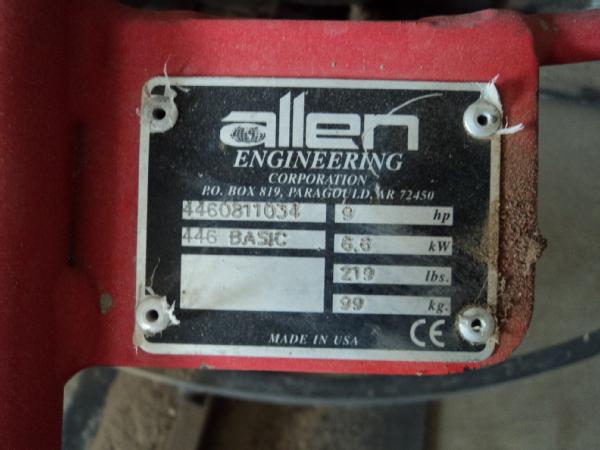 allen
ENGINEERING
CORPORATION
P.O. BOX 819, PARAGOULD, AR 72450
4460811034 9 hp
446 BASIC 6.6 kW
219 lbs.
99 kg.
MADE IN USA CE